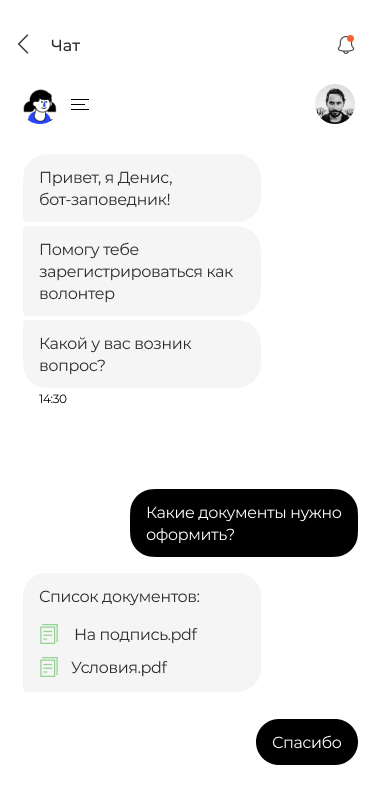 Чат
Привет, я Денис,
бот-заповедник!
Помогу тебе
зарегистрироваться как
волонтер
Какой у вас возник
вопрос?
14:30
Какие документы нужно
оформить?
Список документов:
На подпись.pdf
Условия.pdf
Спасибо